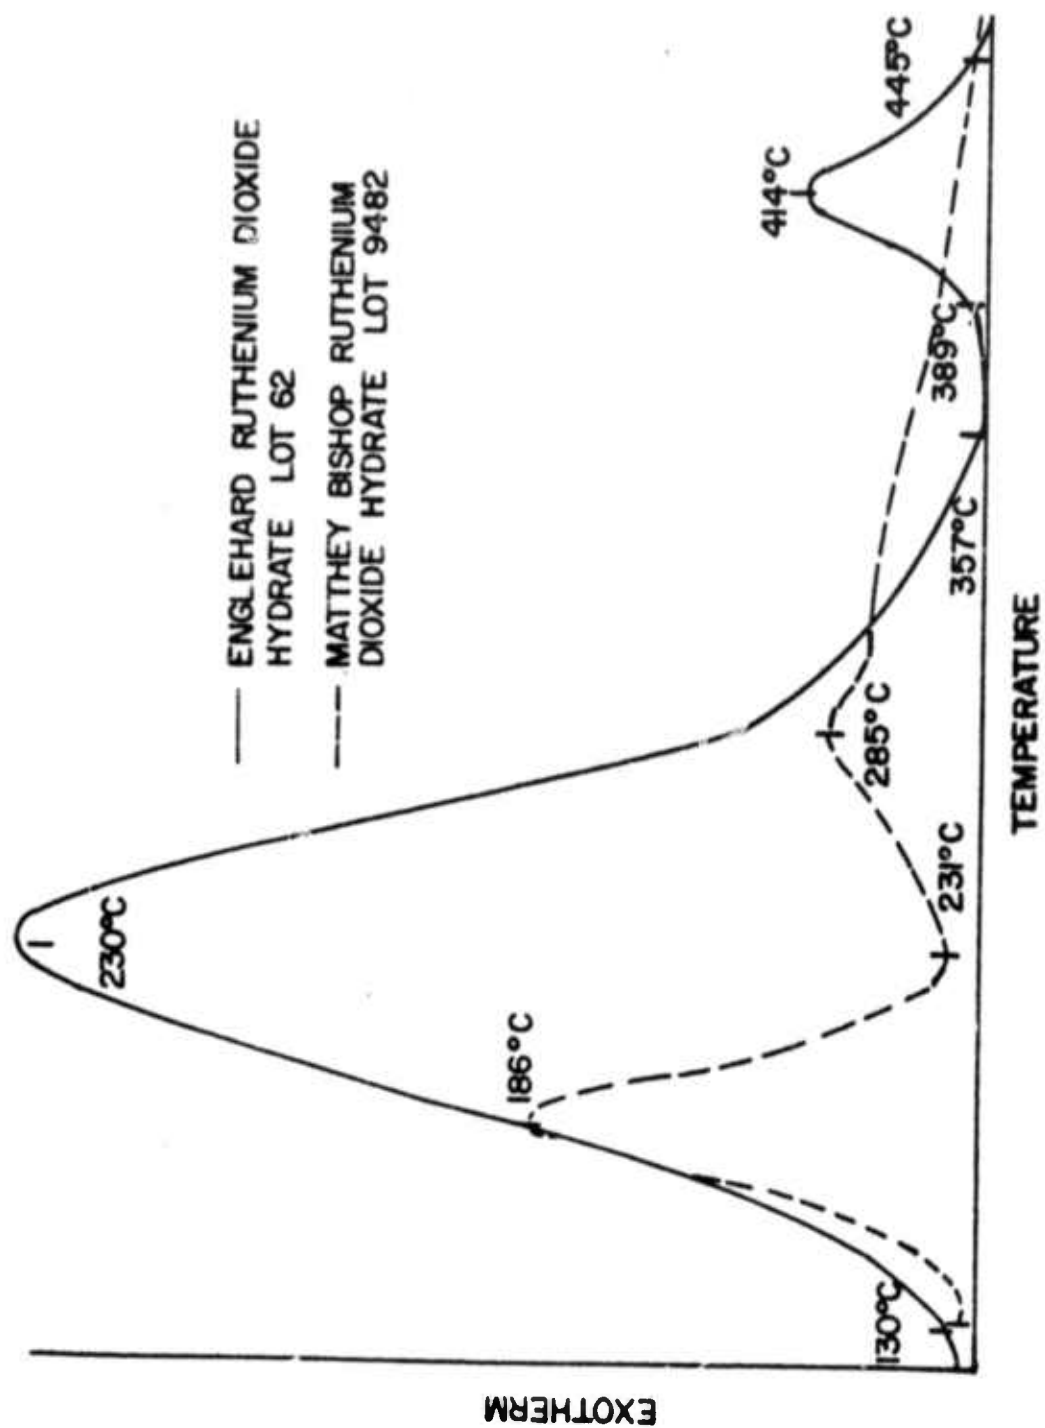 ENGLEHARD RUTHENIUM DIOXIDE
HYDRATE LOT 62
MATTHEY BISHOP RUTHENIUM
DIOXIDE HYDRATE LOT 9482
230°C
186°C
414°C
445°C
130°C
231°C
285°C
357°C
389°C
TEMPERATURE
EXOTHERM